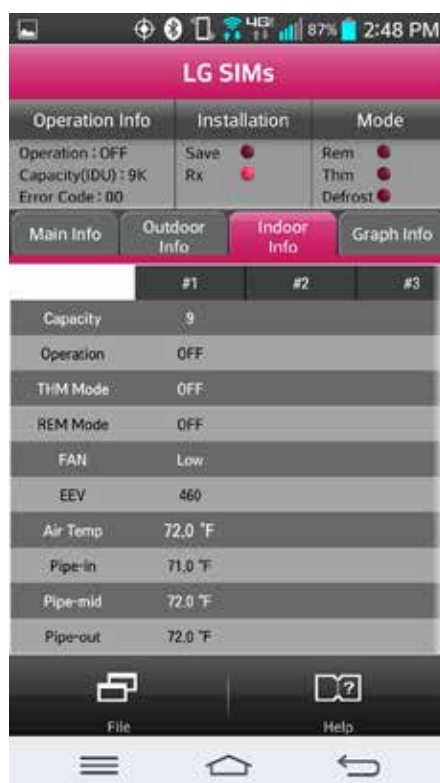 4G 87% 2:48 PM
LG SIMs
Operation Info Installation Mode
Operation : OFF Save Rem
Capacity(IDU) : 9K Rx Thm
Error Code : 00 Defrost
Main Info Outdoor Info Indoor Info Graph Info
#1 #2 #3
Capacity 9
Operation OFF
THM Mode OFF
REM Mode OFF
FAN Low
EEV 460
Air Temp 72.0 °F
Pipe-in 71.0 °F
Pipe-mid 72.0 °F
Pipe-out 72.0 °F
File Help